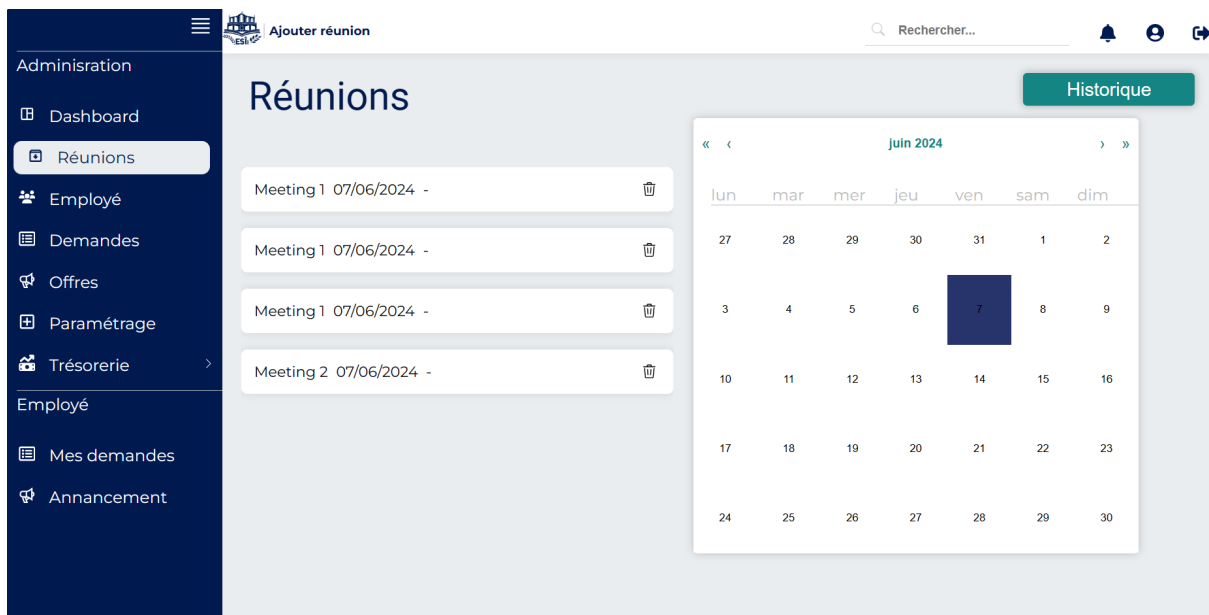 ESI
Ajouter réunion
Rechercher...
Adminisration
Dashboard
Réunions
Employé
Demandes
Offres
Paramétrage
Trésorerie
Employé
Mes demandes
Annancement
Réunions
Historique
Meeting 1 07/06/2024 -
Meeting 1 07/06/2024 -
Meeting 1 07/06/2024 -
Meeting 2 07/06/2024 -
« ‹ juin 2024 › »
lun mar mer jeu ven sam dim
27 28 29 30 31 1 2
3 4 5 6 7 8 9
10 11 12 13 14 15 16
17 18 19 20 21 22 23
24 25 26 27 28 29 30